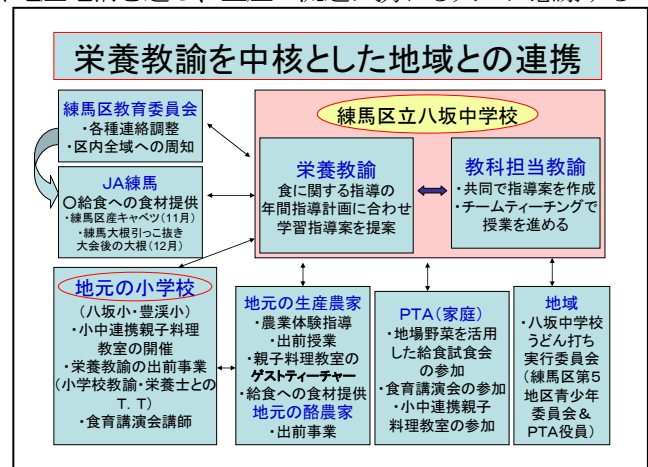 栄養教諭を中核とした地域との連携
練馬区教育委員会
・各種連絡調整
・区内全域への周知
JA練馬
○給食への食材提供
・練馬区産キャベツ(11月)
・練馬大根引っこ抜き
大会後の大根(12月)
練馬区立八坂中学校
栄養教諭
食に関する指導の
年間指導計画に合わせ
学習指導案を提案
教科担当教諭
・共同で指導案を作成
・チームティーチングで
授業を進める
地元の小学校
(八坂小・豊渓小)
・小中連携親子料理
教室の開催
・栄養教諭の出前事業
(小学校教諭・栄養士との
T.T)
・食育講演会講師
地元の生産農家
・農業体験指導
・出前授業
・親子料理教室の
ゲストティーチャー
・給食への食材提供
地元の酪農家
・出前事業
PTA(家庭)
・地場野菜を活用
した給食試食会
の参加
・食育講演会の参加
・小中連携親子
料理教室の参加
地域
・八坂中学校
うどん打ち
実行委員会
(練馬区第5
地区青少年
委員会&
PTA役員)